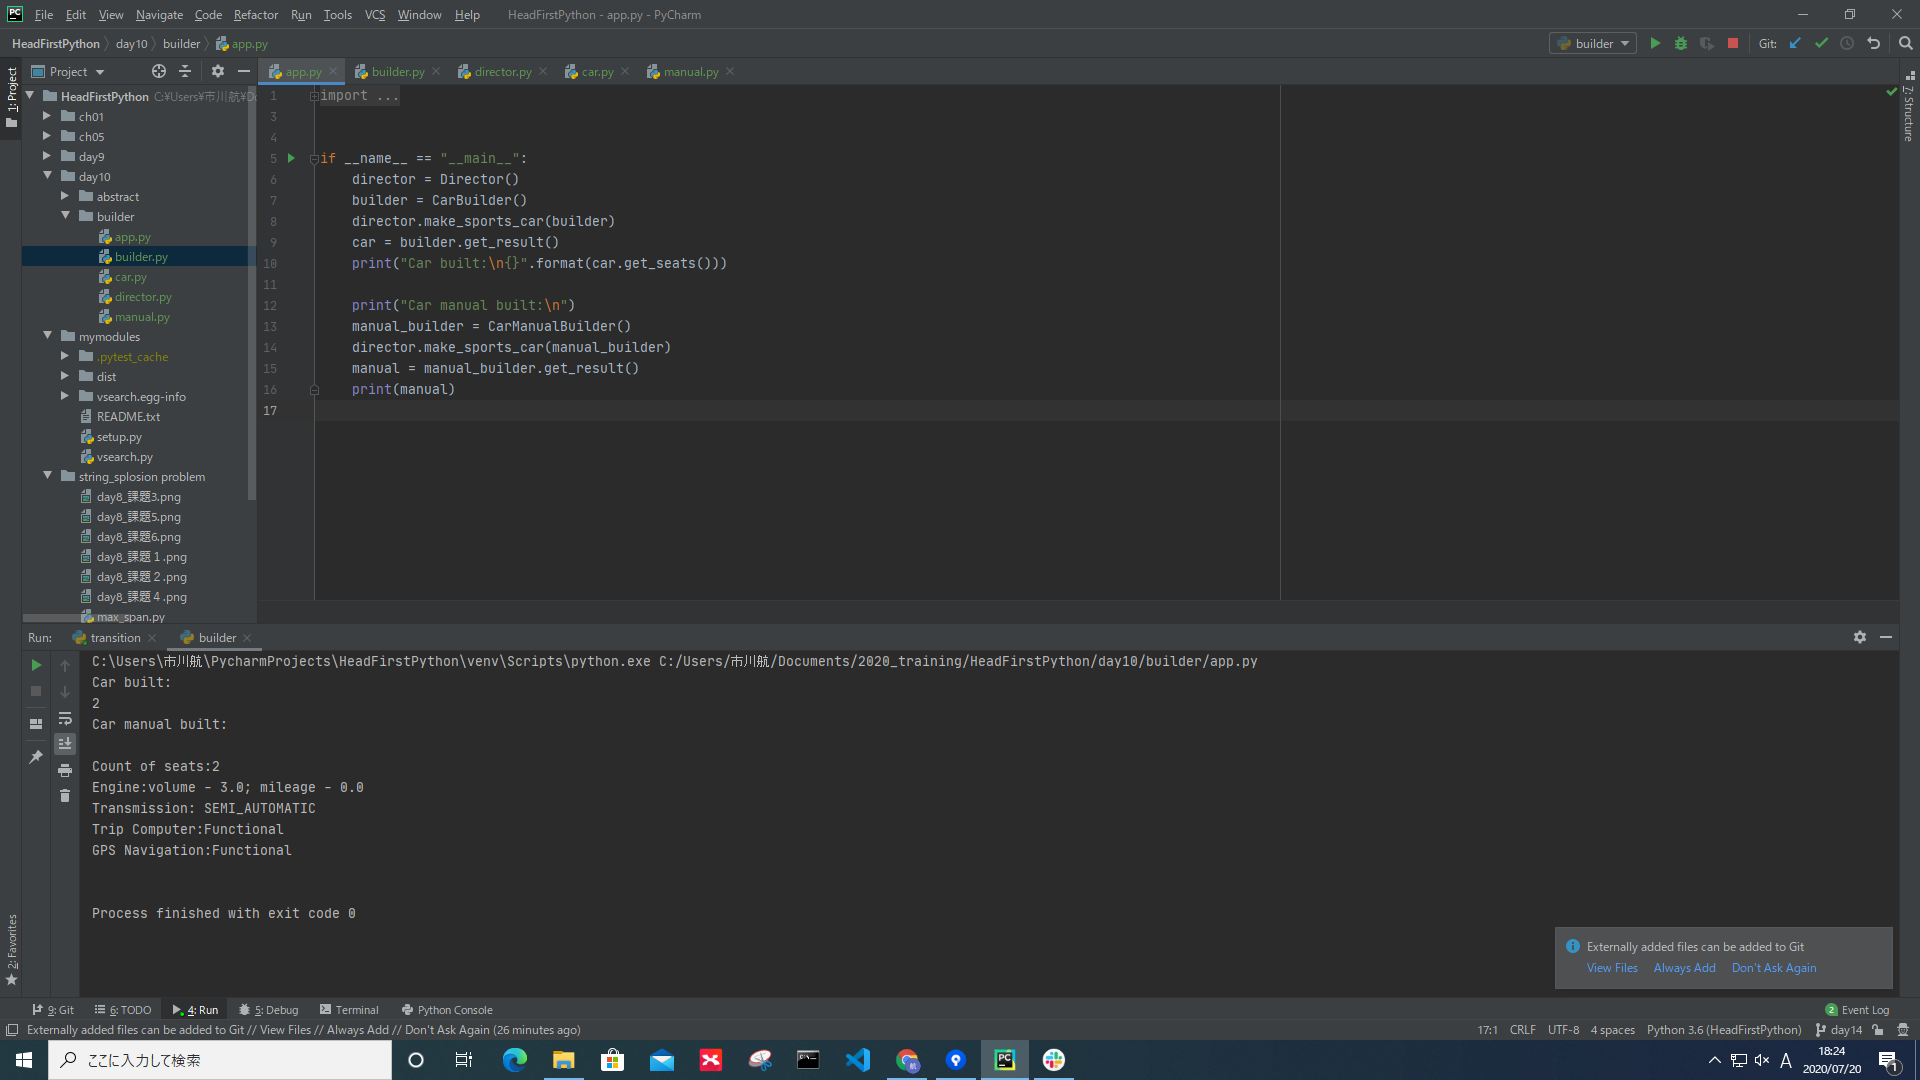 PC File Edit View Navigate Code Refactor Run Tools VCS Window Help HeadFirstPython - app.py - PyCharm
HeadFirstPython day10 builder app.py
builder Git:
Project
app.py builder.py director.py car.py manual.py
1: Project
7: Structure
2: Favorites
HeadFirstPython C:¥Users¥市川航¥Do
ch01
ch05
day9
day10
abstract
builder
app.py
builder.py
car.py
director.py
manual.py
mymodules
.pytest_cache
dist
vsearch.egg-info
README.txt
setup.py
vsearch.py
string_splosion problem
day8_課題3.png
day8_課題5.png
day8_課題6.png
day8_課題１.png
day8_課題２.png
day8_課題４.png
max_span.py
1 import ...
3
4
5 if __name__ == "__main__":
6 director = Director()
7 builder = CarBuilder()
8 director.make_sports_car(builder)
9 car = builder.get_result()
10 print("Car built:\n{}".format(car.get_seats()))
11
12 print("Car manual built:\n")
13 manual_builder = CarManualBuilder()
14 director.make_sports_car(manual_builder)
15 manual = manual_builder.get_result()
16 print(manual)
17
Run: transition builder
C:\Users\市川航\PycharmProjects\HeadFirstPython\venv\Scripts\python.exe C:/Users/市川航/Documents/2020_training/HeadFirstPython/day10/builder/app.py
Car built:
2
Car manual built:
Count of seats:2
Engine:volume - 3.0; mileage - 0.0
Transmission: SEMI_AUTOMATIC
Trip Computer:Functional
GPS Navigation:Functional
Process finished with exit code 0
Externally added files can be added to Git
View Files Always Add Don't Ask Again
9: Git 6: TODO 4: Run 5: Debug Terminal Python Console
2 Event Log
Externally added files can be added to Git // View Files // Always Add // Don't Ask Again (26 minutes ago)
17:1 CRLF UTF-8 4 spaces Python 3.6 (HeadFirstPython) day14
ここに入力して検索
PC
A
18:24
2020/07/20
1